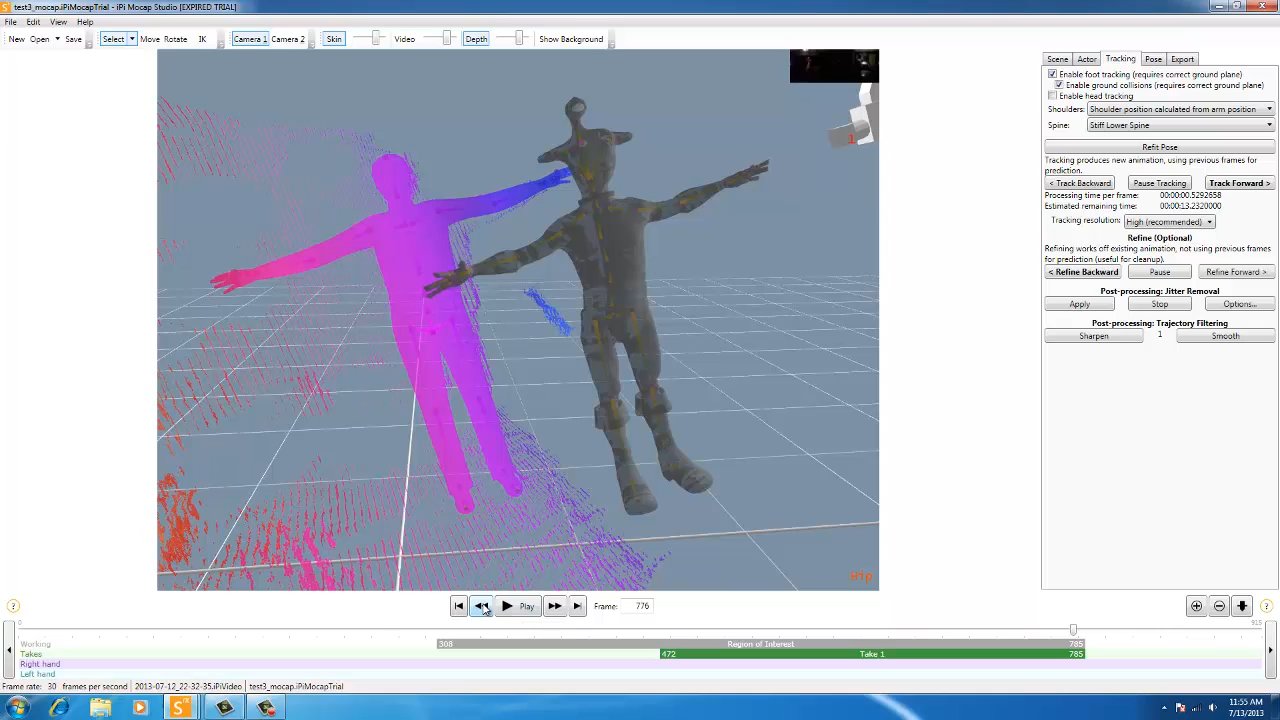 test3_mocap.iPiMocapTrial - iPi Mocap Studio [EXPIRED TRIAL]
File Edit View Help
New Open Save Select Move Rotate IK Camera 1 Camera 2 Skin Video Depth Show Background
Scene Actor Tracking Pose Export
Enable foot tracking (requires correct ground plane)
Enable ground collisions (requires correct ground plane)
Enable head tracking
Shoulders: Shoulder position calculated from arm position
Spine: Stiff Lower Spine
Refit Pose
Tracking produces new animation, using previous frames for
prediction.
< Track Backward Pause Tracking Track Forward >
Processing time per frame: 00:00:00.5292658
Estimated remaining time: 00:00:13.2320000
Tracking resolution: High (recommended)
Refine (Optional)
Refining works off existing animation, not using previous frames
for prediction (useful for cleanup).
< Refine Backward Pause Refine Forward >
Post-processing: Jitter Removal
Apply Stop Options...
Post-processing: Trajectory Filtering
Sharpen 1 Smooth
1
Hip
Play Frame: 776
0 915
Working 308 Region of Interest 785
Takes 472 Take 1 785
Right hand
Left hand
Frame rate: 30 frames per second 2013-07-12_22-32-35.iPiVideo test3_mocap.iPiMocapTrial
11:55 AM
7/13/2013